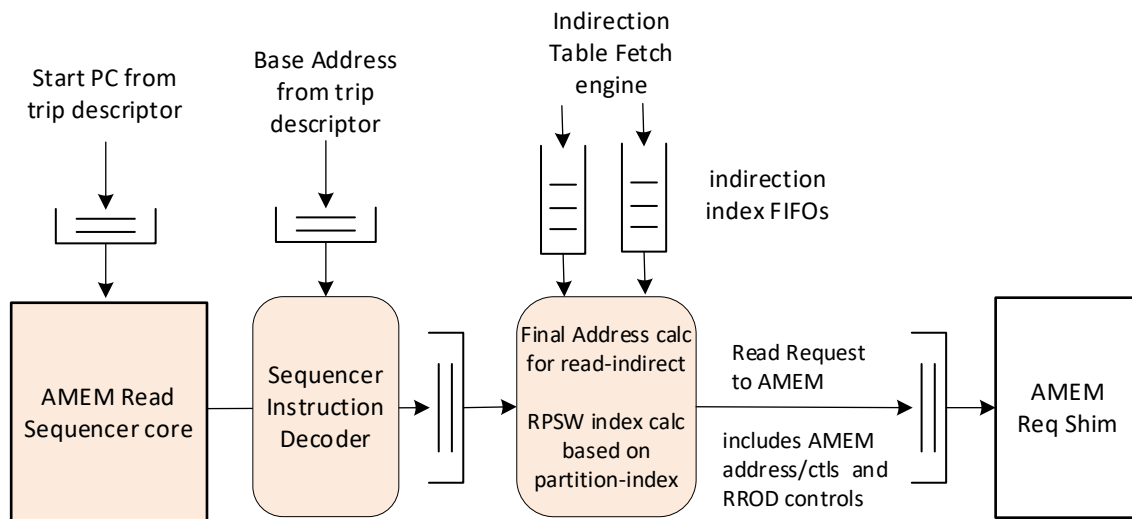 Start PC from
trip descriptor
Base Address
from trip
descriptor
Indirection
Table Fetch
engine
indirection
index FIFOs
AMEM Read
Sequencer core
Sequencer
Instruction
Decoder
Final Address calc
for read-indirect
RPSW index calc
based on
partition-index
Read Request
to AMEM
includes AMEM
address/ctls and
RROD controls
AMEM
Req Shim